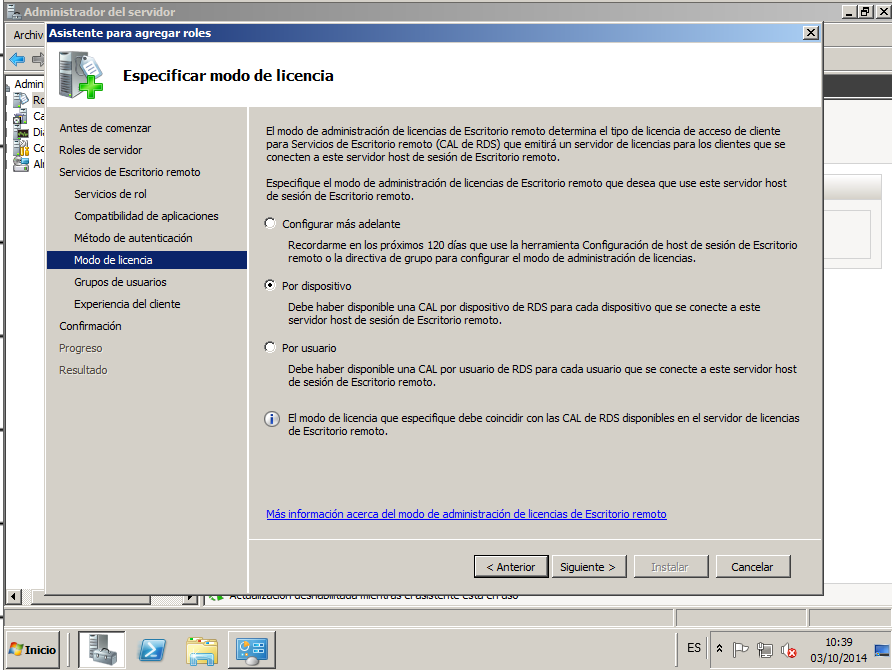 Administrador del servidor
Archiv
Asistente para agregar roles
Especificar modo de licencia
Admin
Ro
Ca
Dia
Co
Al
Antes de comenzar
Roles de servidor
Servicios de Escritorio remoto
Servicios de rol
Compatibilidad de aplicaciones
Método de autenticación
Modo de licencia
Grupos de usuarios
Experiencia del cliente
Confirmación
Progreso
Resultado
El modo de administración de licencias de Escritorio remoto determina el tipo de licencia de acceso de cliente
para Servicios de Escritorio remoto (CAL de RDS) que emitirá un servidor de licencias para los clientes que se
conecten a este servidor host de sesión de Escritorio remoto.
Especifique el modo de administración de licencias de Escritorio remoto que desea que use este servidor host
de sesión de Escritorio remoto.
Configurar más adelante
Recordarme en los próximos 120 días que use la herramienta Configuración de host de sesión de Escritorio
remoto o la directiva de grupo para configurar el modo de administración de licencias.
Por dispositivo
Debe haber disponible una CAL por dispositivo de RDS para cada dispositivo que se conecte a este
servidor host de sesión de Escritorio remoto.
Por usuario
Debe haber disponible una CAL por usuario de RDS para cada usuario que se conecte a este servidor host
de sesión de Escritorio remoto.
El modo de licencia que especifique debe coincidir con las CAL de RDS disponibles en el servidor de licencias
de Escritorio remoto.
Más información acerca del modo de administración de licencias de Escritorio remoto
< Anterior
Siguiente >
Instalar
Cancelar
Actualización deshabilitada mientras el asistente está en uso
Inicio
ES
10:39
03/10/2014